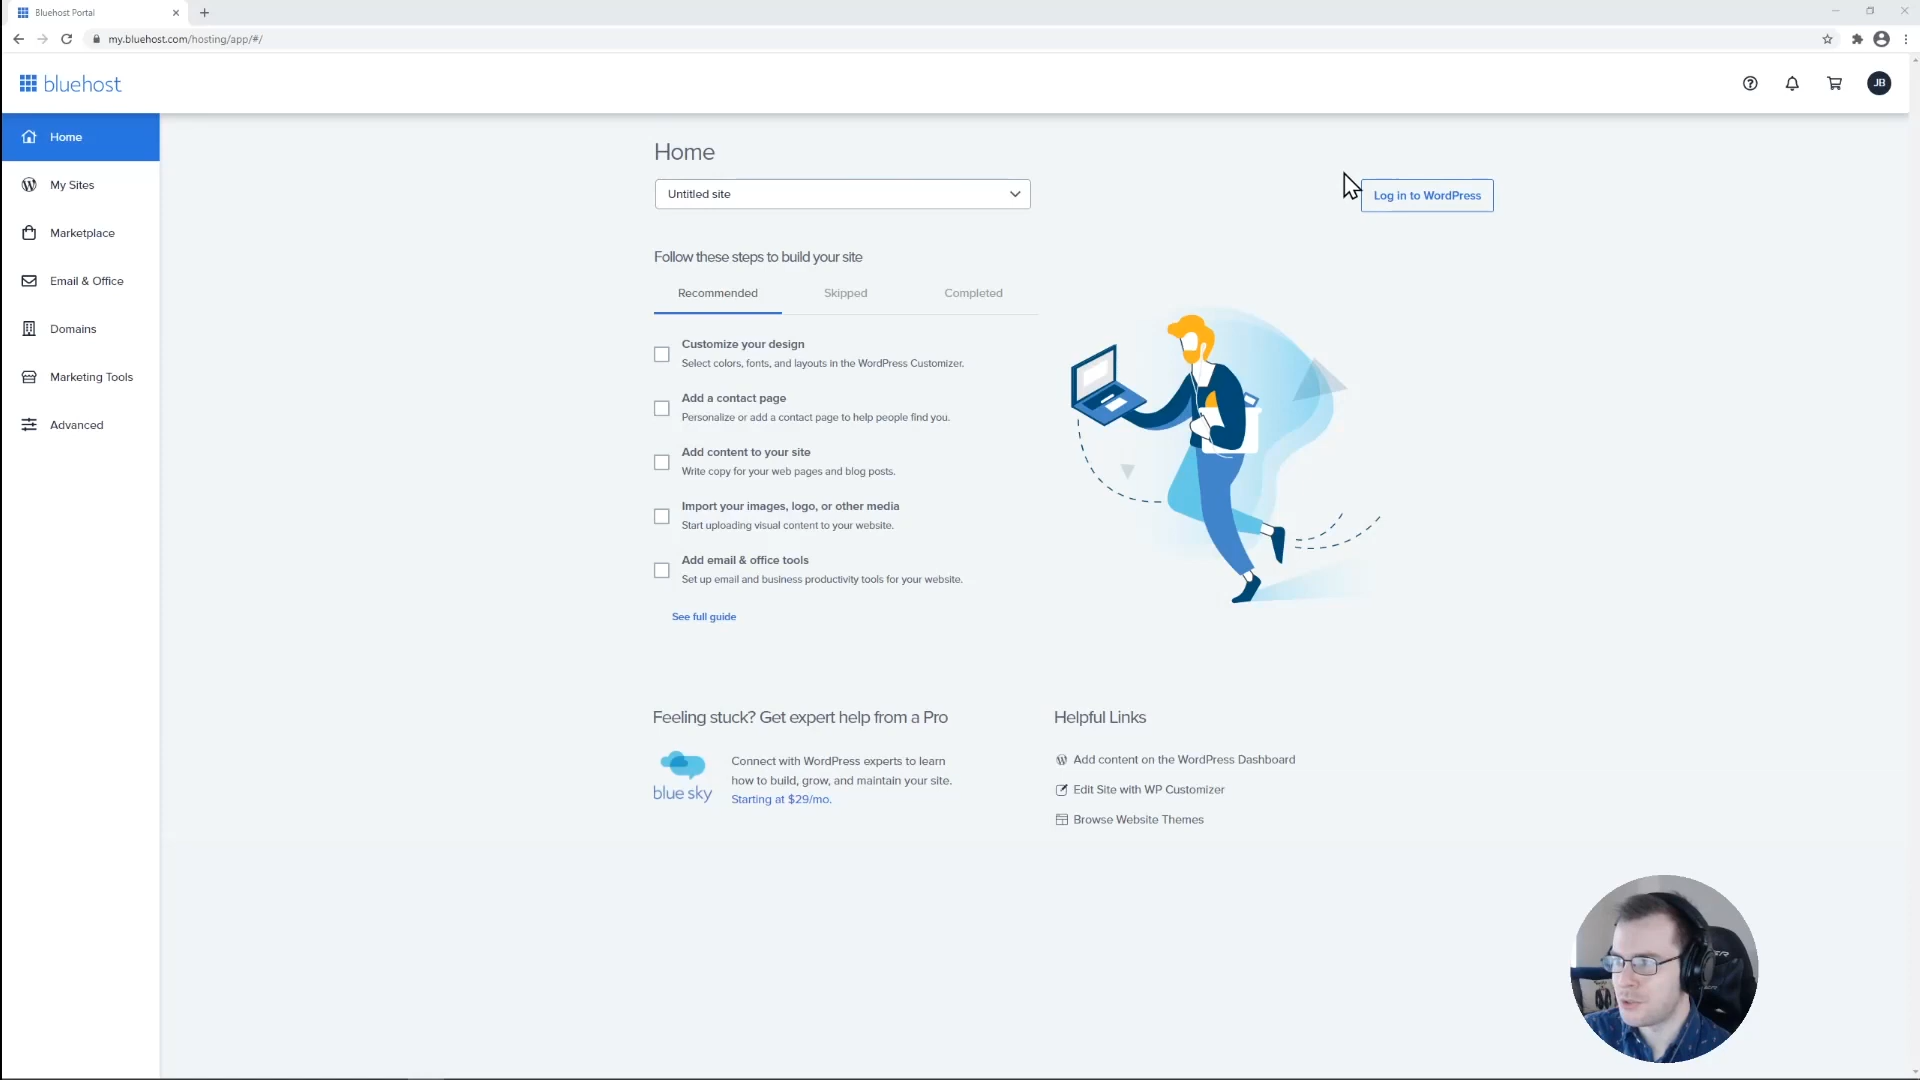 Bluehost Portal
my.bluehost.com/hosting/app/#/
bluehost
JB
Home
My Sites
Marketplace
Email & Office
Domains
Marketing Tools
Advanced
Home
Untitled site
Log in to WordPress
Follow these steps to build your site
Recommended
Skipped
Completed
Customize your design
Select colors, fonts, and layouts in the WordPress Customizer.
Add a contact page
Personalize or add a contact page to help people find you.
Add content to your site
Write copy for your web pages and blog posts.
Import your images, logo, or other media
Start uploading visual content to your website.
Add email & office tools
Set up email and business productivity tools for your website.
See full guide
Feeling stuck? Get expert help from a Pro
blue sky
Connect with WordPress experts to learn
how to build, grow, and maintain your site.
Starting at $29/mo.
Helpful Links
Add content on the WordPress Dashboard
Edit Site with WP Customizer
Browse Website Themes